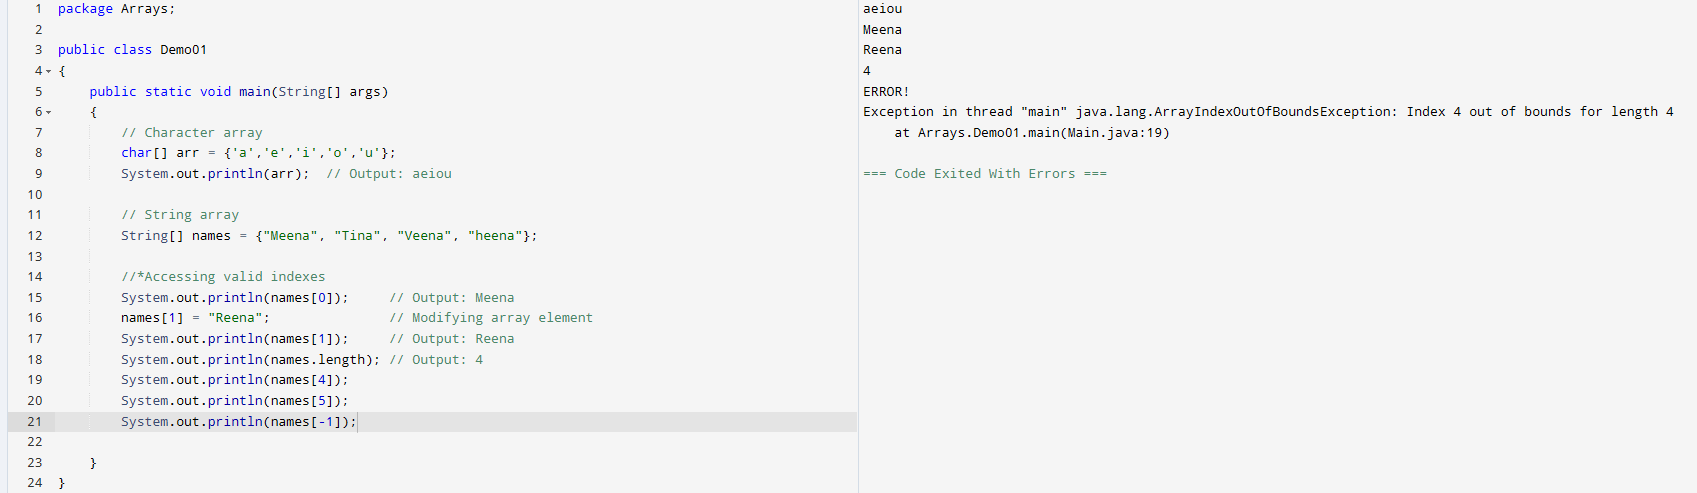 1 package Arrays;
2
3 public class Demo01
4 {
5     public static void main(String[] args)
6     {
7         // Character array
8         char[] arr = {'a','e','i','o','u'};
9         System.out.println(arr);  // Output: aeiou
10
11         // String array
12         String[] names = {"Meena", "Tina", "Veena", "heena"};
13
14         //*Accessing valid indexes
15         System.out.println(names[0]);     // Output: Meena
16         names[1] = "Reena";               // Modifying array element
17         System.out.println(names[1]);     // Output: Reena
18         System.out.println(names.length); // Output: 4
19         System.out.println(names[4]);
20         System.out.println(names[5]);
21         System.out.println(names[-1]);
22
23     }
24 }
aeiou
Meena
Reena
4
ERROR!
Exception in thread "main" java.lang.ArrayIndexOutOfBoundsException: Index 4 out of bounds for length 4
    at Arrays.Demo01.main(Main.java:19)
=== Code Exited With Errors ===